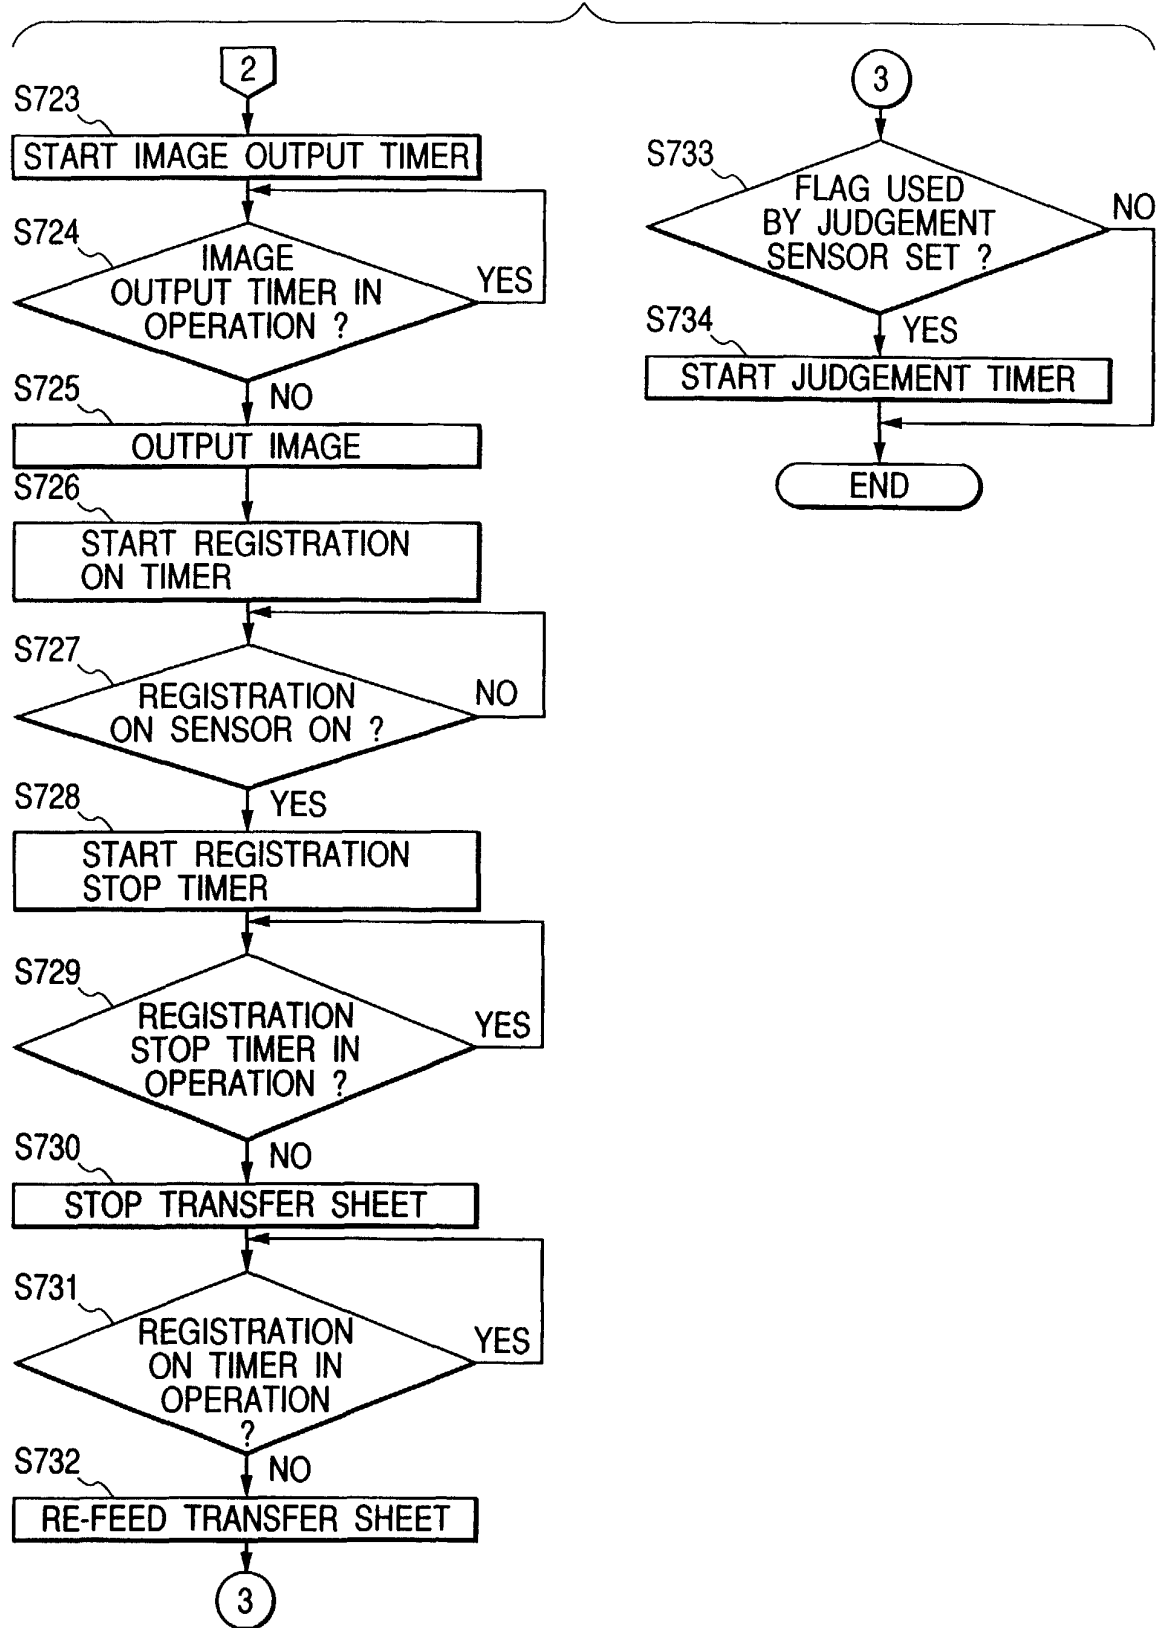 2
S723
START IMAGE OUTPUT TIMER
S724
IMAGE
OUTPUT TIMER IN
OPERATION ?
YES
NO
S725
OUTPUT IMAGE
S726
START REGISTRATION
ON TIMER
S727
REGISTRATION
ON SENSOR ON ?
NO
YES
S728
START REGISTRATION
STOP TIMER
S729
REGISTRATION
STOP TIMER IN
OPERATION ?
YES
NO
S730
STOP TRANSFER SHEET
S731
REGISTRATION
ON TIMER IN
OPERATION
?
YES
NO
S732
RE-FEED TRANSFER SHEET
3
3
S733
FLAG USED
BY JUDGEMENT
SENSOR SET ?
NO
YES
S734
START JUDGEMENT TIMER
END